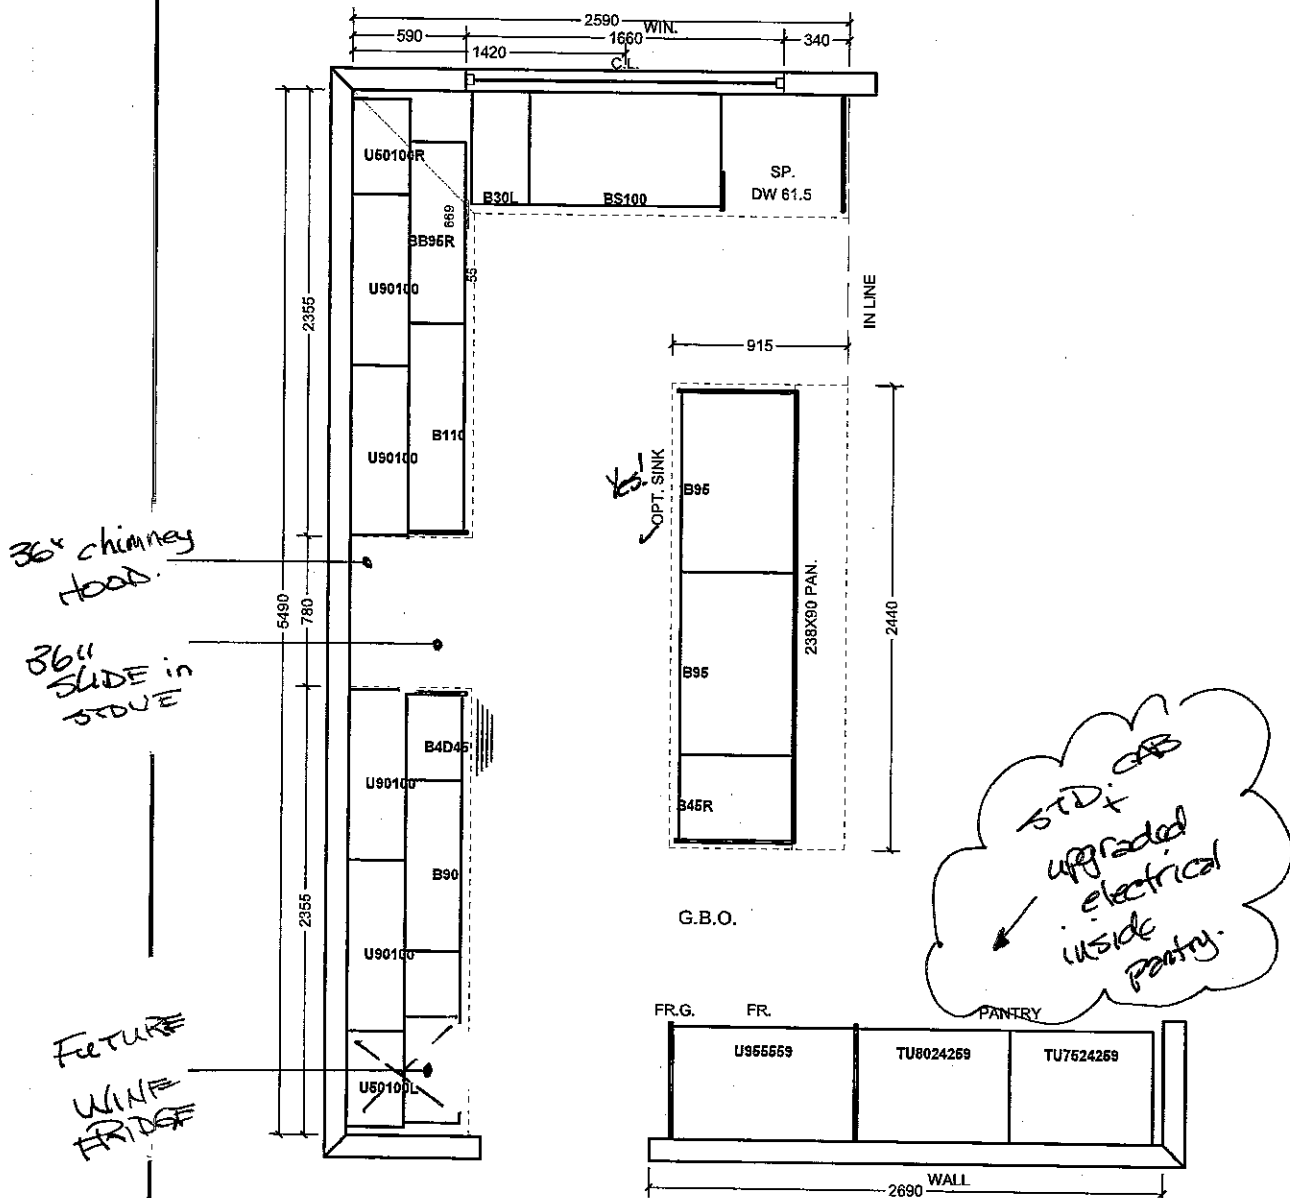 2590
WIN.
590
1660
340
1420
C.L.
U50100R
SP.
DW 61.5
B30L
BS100
669
BB95R
55
U90100
2355
IN LINE
915
B110
U90100
Yes!
OPT. SINK
B95
36" chimney
HOOD.
5490
780
238X90 PAN.
2440
36"
SLIDE in
STOVE
B95
B4D45
U90100
B45R
STD. CAB
upgraded
electrical
inside
pantry.
B90
2355
G.B.O.
U90100
FR.G.
FR.
PANTRY
FUTURE
WINE
FRIDGE
U955559
TU8024259
TU7524259
U50100L
WALL
2690